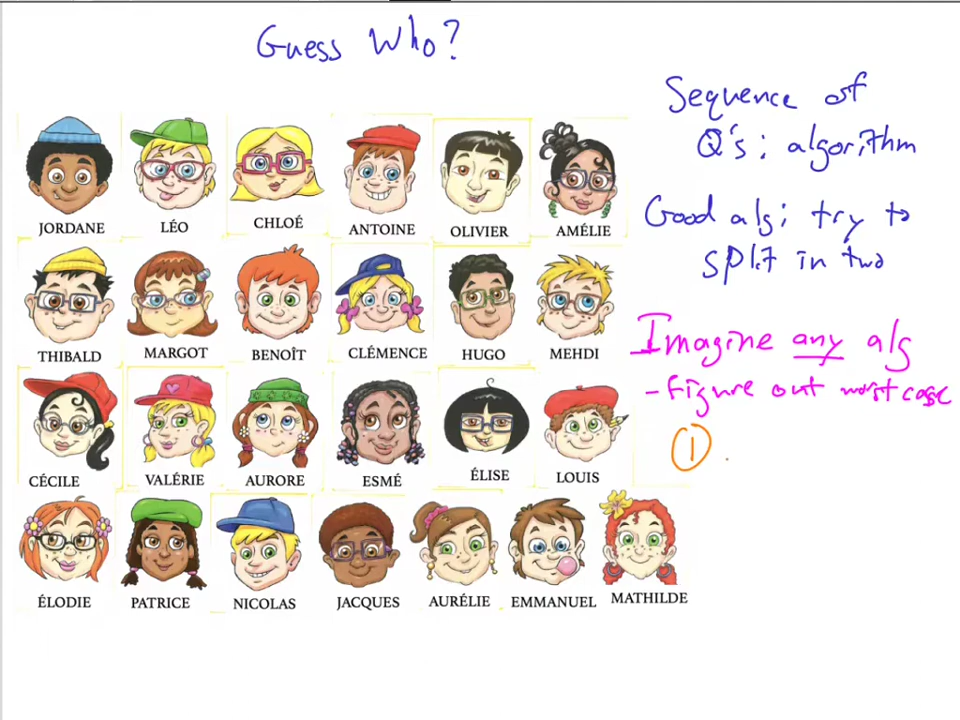 Guess Who?
Sequence of
Q's : algorithm
Good alg: try to
split in two
Imagine any alg
- Figure out worst case
①
JORDANE LÉO CHLOÉ ANTOINE OLIVIER AMÉLIE
THIBALD MARGOT BENOÎT CLÉMENCE HUGO MEHDI
CÉCILE VALÉRIE AURORE ESMÉ ÉLISE LOUIS
ÉLODIE PATRICE NICOLAS JACQUES AURÉLIE EMMANUEL MATHILDE